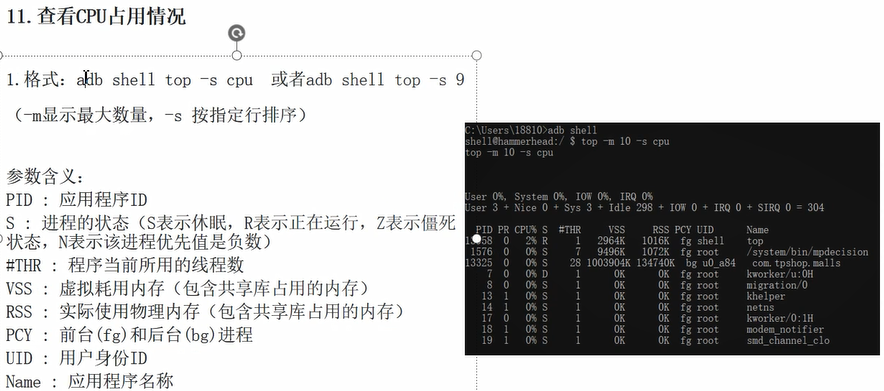 11.查看CPU占用情况
1.格式：adb shell top -s cpu 或者adb shell top -s 9
（-m显示最大数量，-s 按指定行排序）
参数含义：
PID : 应用程序ID
S : 进程的状态（S表示休眠，R表示正在运行，Z表示僵死
状态，N表示该进程优先值是负数）
#THR : 程序当前所用的线程数
VSS : 虚拟耗用内存（包含共享库占用的内存）
RSS : 实际使用物理内存（包含共享库占用的内存）
PCY : 前台(fg)和后台(bg)进程
UID : 用户身份ID
Name : 应用程序名称
C:\Users\18810>adb shell
shell@hammerhead:/ $ top -m 10 -s cpu
top -m 10 -s cpu
User 0%, System 0%, IOW 0%, IRQ 0%
User 3 + Nice 0 + Sys 3 + Idle 298 + IOW 0 + IRQ 0 + SIRQ 0 = 304
PID PR CPU% S #THR VSS RSS PCY UID Name
0 2% R 1 2964K 1016K fg shell top
1576 0 0% S 7 9496K 1072K fg root /system/bin/mpdecision
13325 0 0% S 28 1003904K 134740K bg u0_a84 com.tpshop.malls
7 0 0% D 1 0K 0K fg root kworker/u:0H
8 0 0% S 1 0K 0K fg root migration/0
13 1 0% S 1 0K 0K fg root khelper
14 1 0% S 1 0K 0K fg root netns
17 0 0% S 1 0K 0K fg root kworker/0:1H
18 1 0% S 1 0K 0K fg root modem_notifier
19 1 0% S 1 0K 0K fg root smd_channel_clo